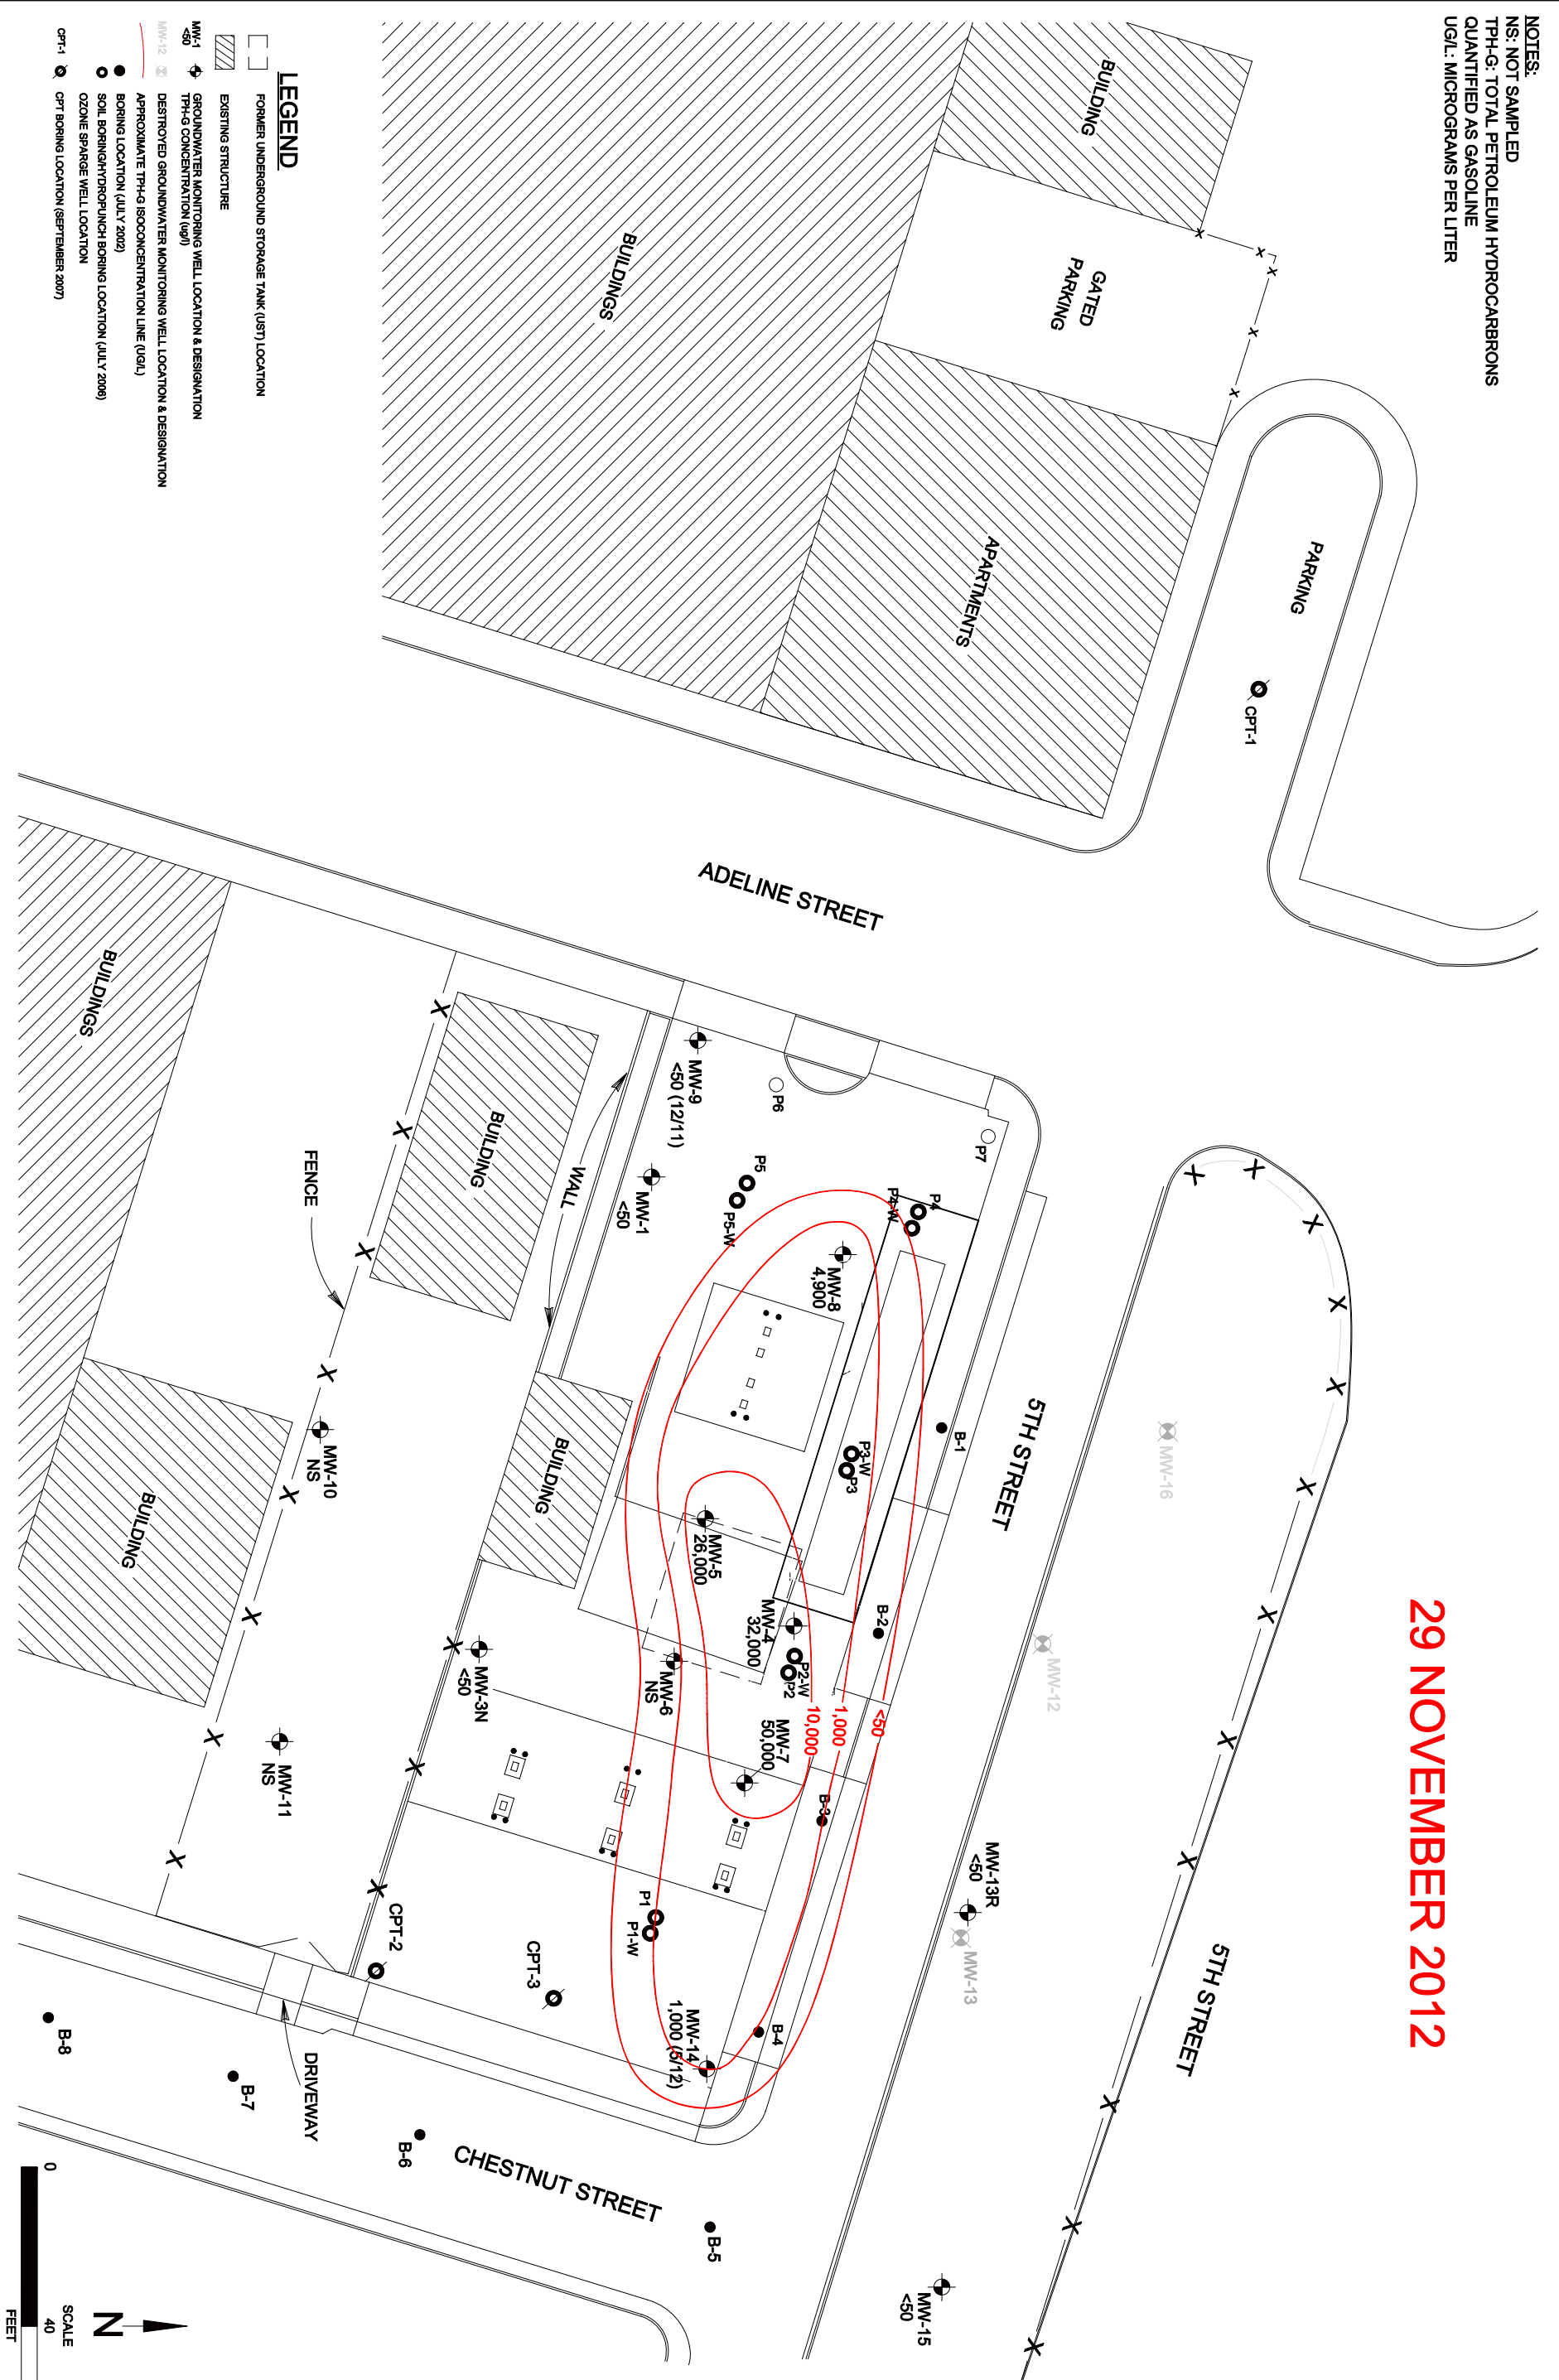 NOTES:
NS: NOT SAMPLED
TPH-G: TOTAL PETROLEUM HYDROCARBRONS
QUANTIFIED AS GASOLINE
UG/L: MICROGRAMS PER LITER
29 NOVEMBER 2012
BUILDING
GATED
PARKING
BUILDINGS
APARTMENTS
PARKING
CPT-1
ADELINE STREET
5TH STREET
5TH STREET
MW-16
MW-12
MW-13R
<50
MW-13
MW-15
<50
P7
P6
MW-9
<50 (12/11)
MW-1
<50
P5
P5-W
P4
P4-W
MW-8
4,900
B-1
P3-W
P3
MW-5
26,000
B-2
MW-4
32,000
P2-W
P2
MW-6
NS
MW-7
50,000
<50
1,000
10,000
B-3
P1
P1-W
B-4
MW-14
1,000 (5/12)
CPT-3
CPT-2
MW-3N
<50
WALL
BUILDING
BUILDING
FENCE
BUILDINGS
BUILDING
MW-10
NS
MW-11
NS
DRIVEWAY
CHESTNUT STREET
B-5
B-6
B-7
B-8
LEGEND
FORMER UNDERGROUND STORAGE TANK (UST) LOCATION
EXISTING STRUCTURE
MW-1
<50
GROUNDWATER MONITORING WELL LOCATION & DESIGNATION
TPH-G CONCENTRATION (ug/l)
MW-12 DESTROYED GROUNDWATER MONITORING WELL LOCATION & DESIGNATION
APPROXIMATE TPH-G ISOCONCENTRATION LINE (UG/L)
BORING LOCATION (JULY 2002)
SOIL BORING/HYDROPUNCH BORING LOCATION (JULY 2006)
OZONE SPARGE WELL LOCATION
CPT-1 CPT BORING LOCATION (SEPTEMBER 2007)
N
SCALE
0 40
FEET